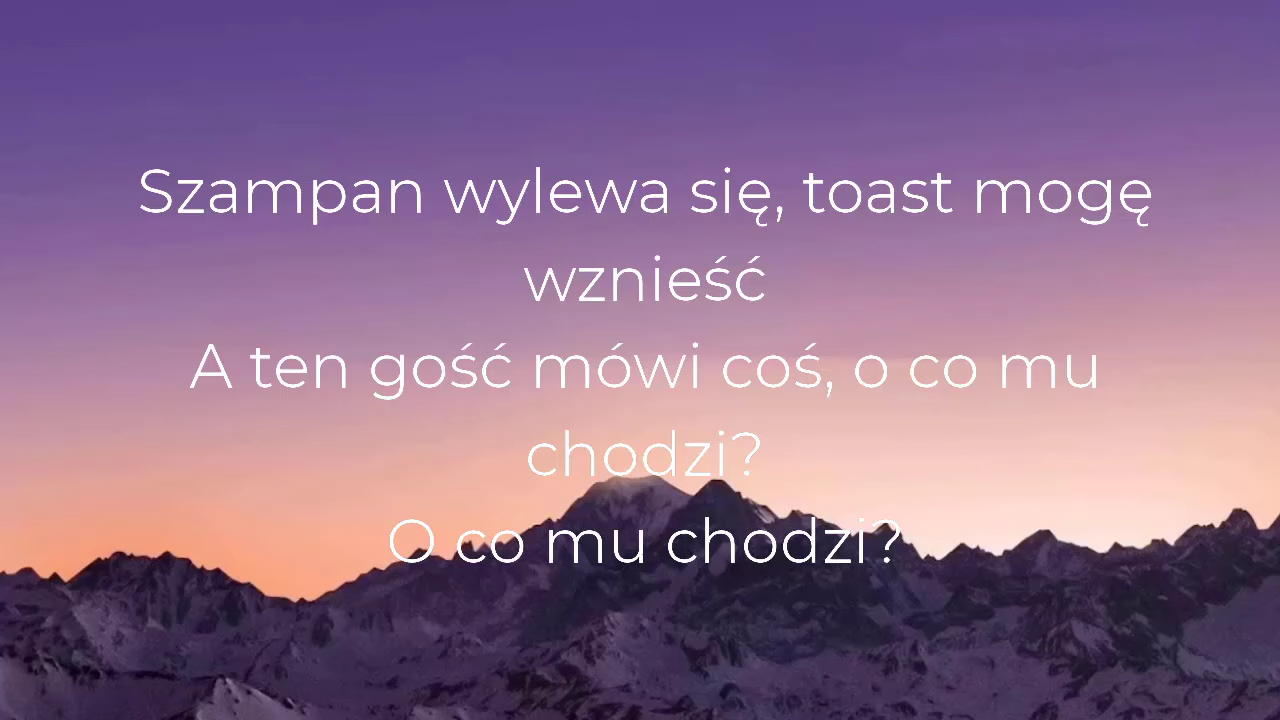 Szampan wylewa się, toast mogę
wznieść
A ten gość mówi coś, o co mu
chodzi?
O co mu chodzi?